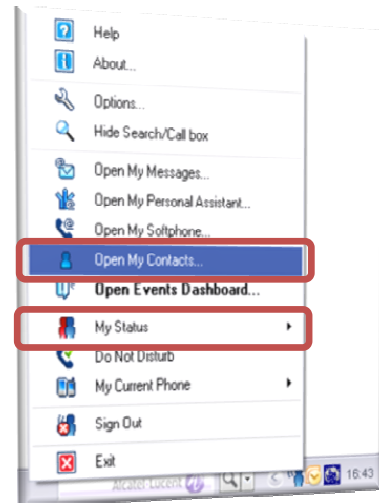 Help
About...
Options...
Hide Search/Call box
Open My Messages...
Open My Personal Assistant...
Open My Softphone...
Open My Contacts...
Open Events Dashboard...
My Status
Do Not Disturb
My Current Phone
Sign Out
Exit
Alcatel-Lucent
16:43